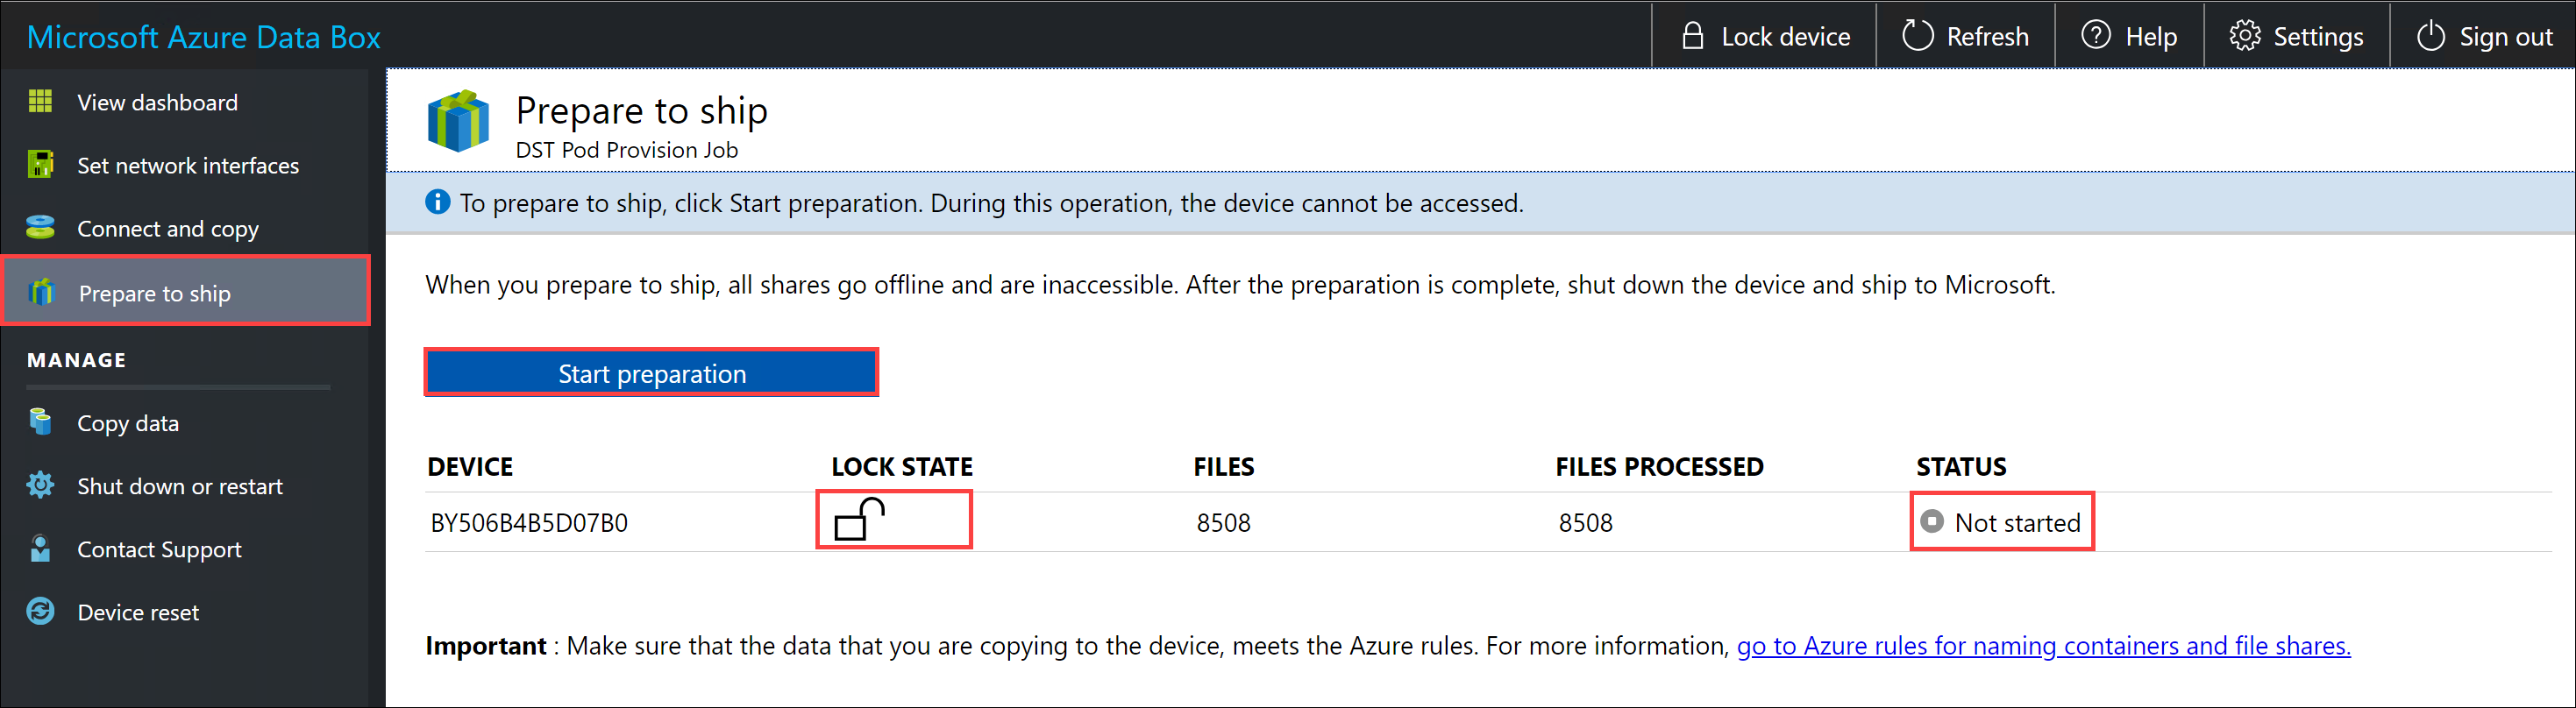 Microsoft Azure Data Box
Lock device
Refresh
Help
Settings
Sign out
View dashboard
Set network interfaces
Connect and copy
Prepare to ship
MANAGE
Copy data
Shut down or restart
Contact Support
Device reset
Prepare to ship
DST Pod Provision Job
To prepare to ship, click Start preparation. During this operation, the device cannot be accessed.
When you prepare to ship, all shares go offline and are inaccessible. After the preparation is complete, shut down the device and ship to Microsoft.
Start preparation
DEVICE LOCK STATE FILES FILES PROCESSED STATUS
BY506B4B5D07B0 8508 8508 Not started
Important : Make sure that the data that you are copying to the device, meets the Azure rules. For more information, go to Azure rules for naming containers and file shares.